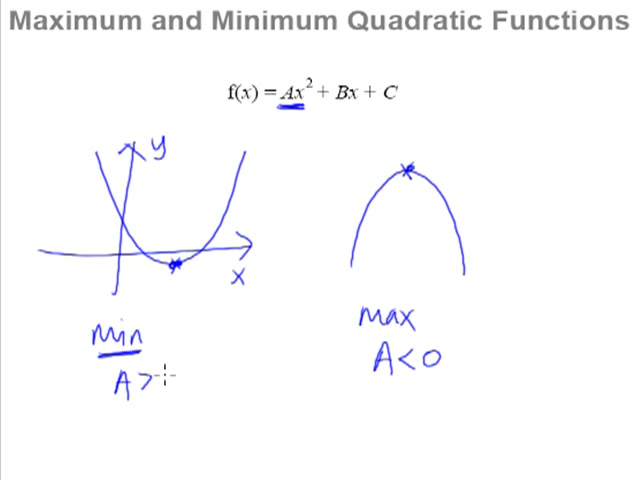 Maximum and Minimum Quadratic Functions
f(x) = Ax² + Bx + C
y
x
min
A >
max
A < 0